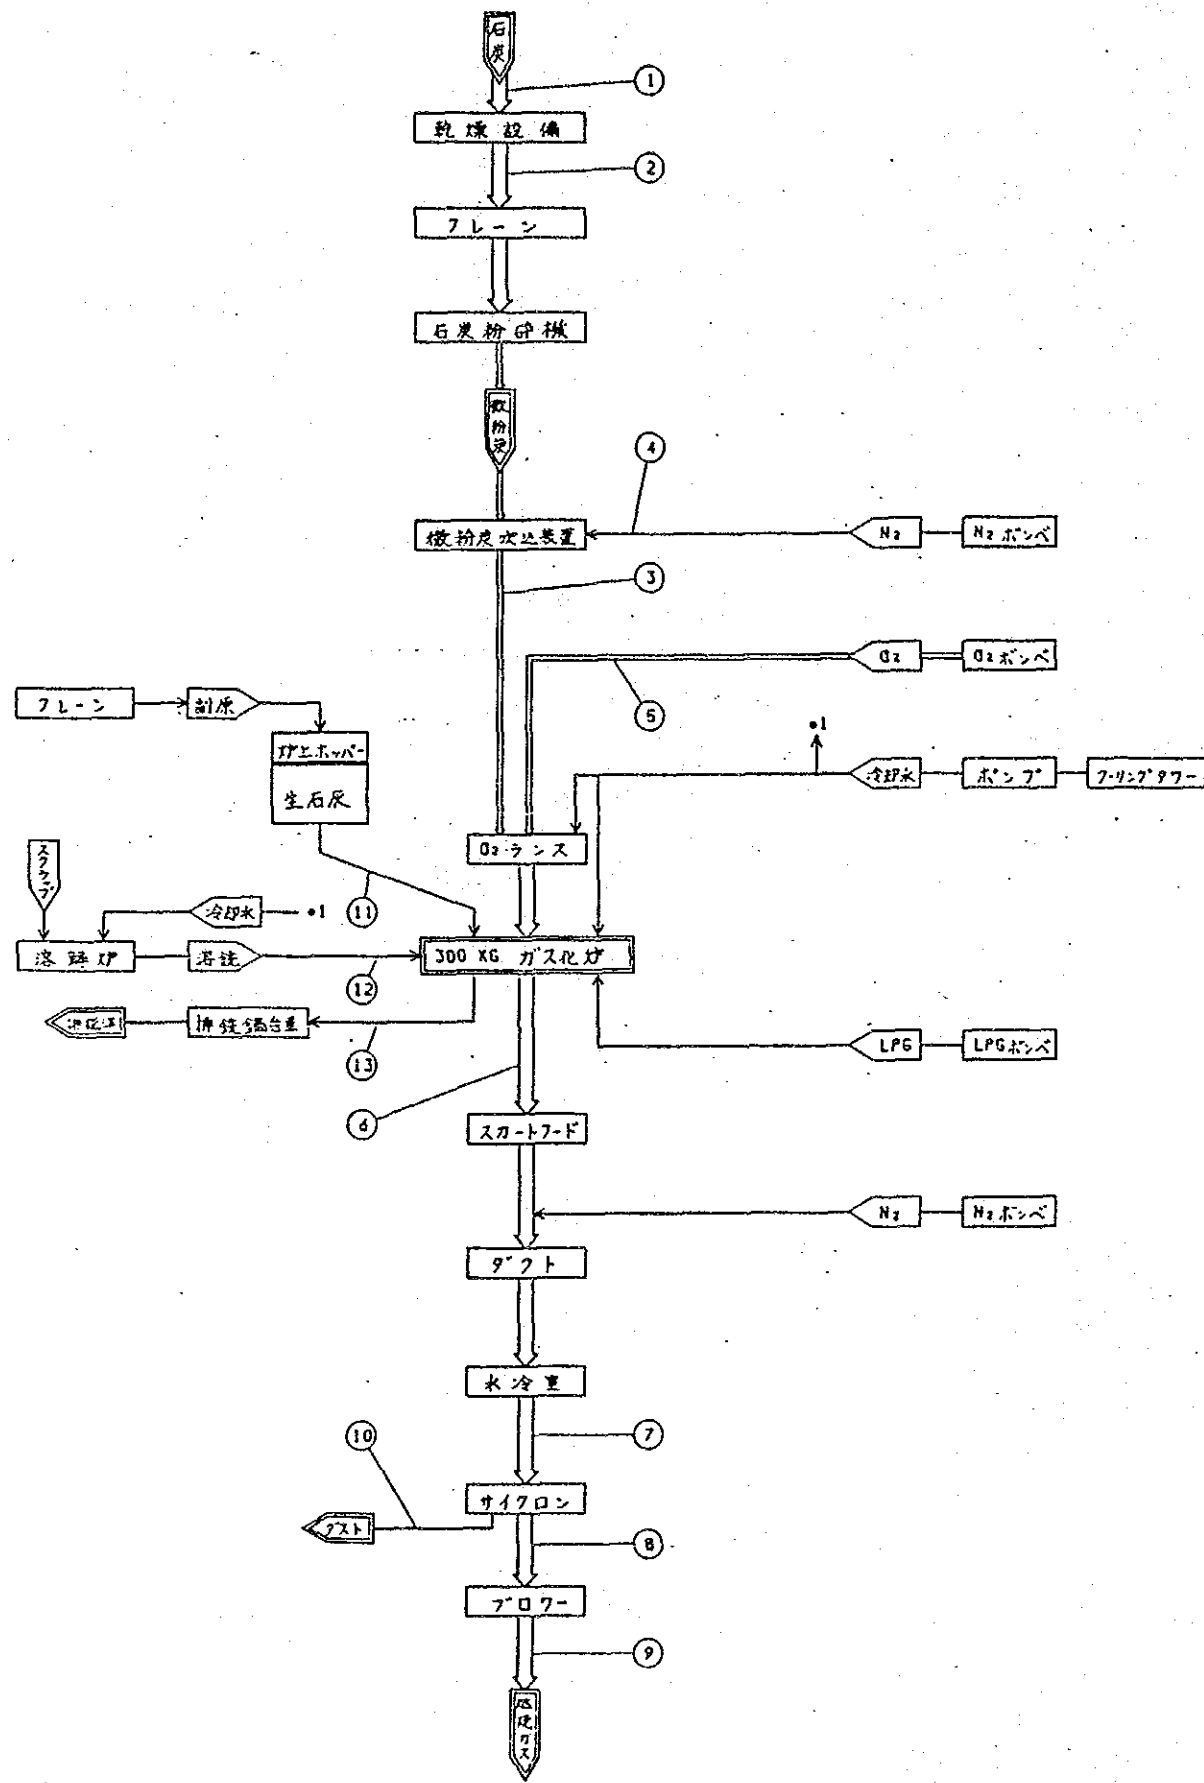 石炭
①
乾燥設備
②
クレーン
石炭粉砕機
微粉炭
④
微粉炭吹込装置
N2
N2ボンベ
③
O2
O2ボンベ
⑤
クレーン
副原
*1
炉上ホッパー
冷却水
ポンプ
クーリングタワー
生石灰
O2ランス
スクラップ
⑪
冷却水
*1
溶解炉
溶銑
300 KG ガス化炉
⑫
排銑鍋台車
LPG
LPGボンベ
⑬
⑥
スカートフード
N2
N2ボンベ
ダクト
水冷室
⑩
⑦
サイクロン
ダスト
⑧
ブロワー
⑨